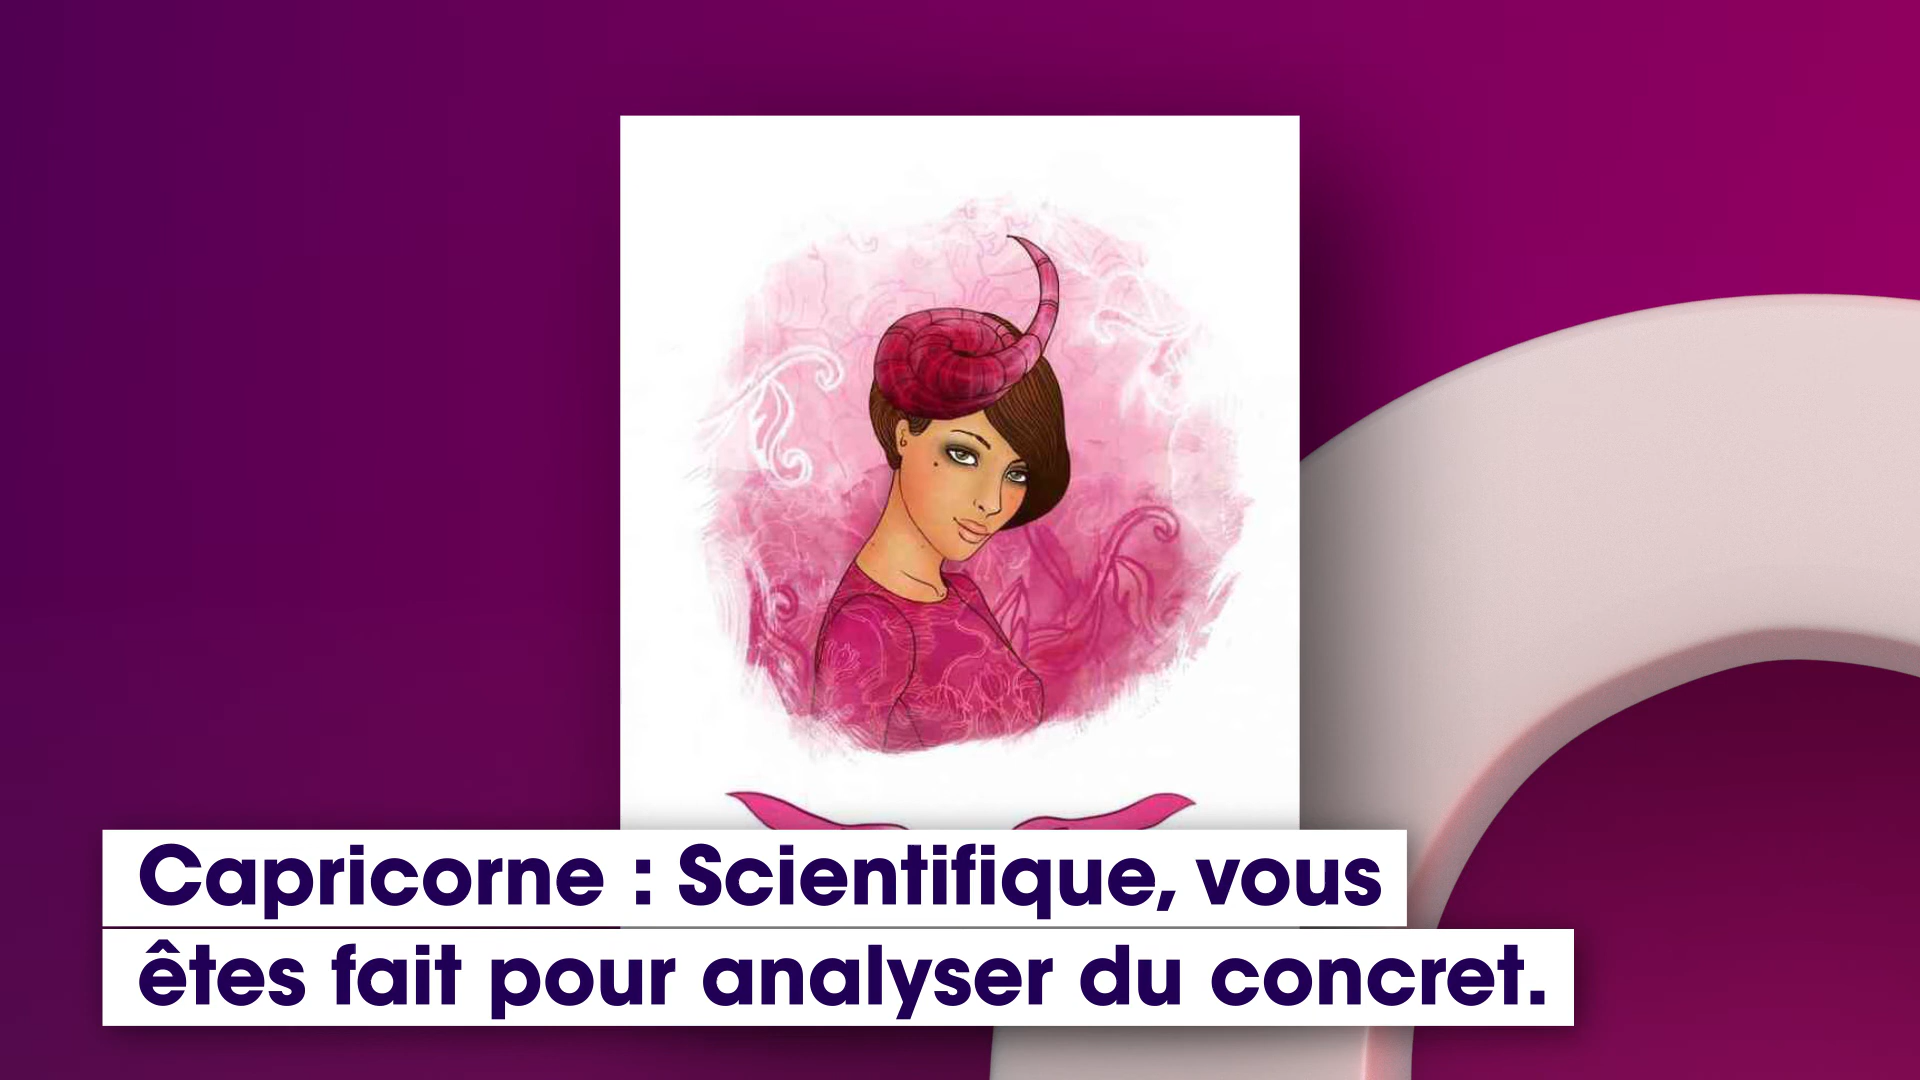 Capricorne : Scientifique, vous
êtes fait pour analyser du concret.